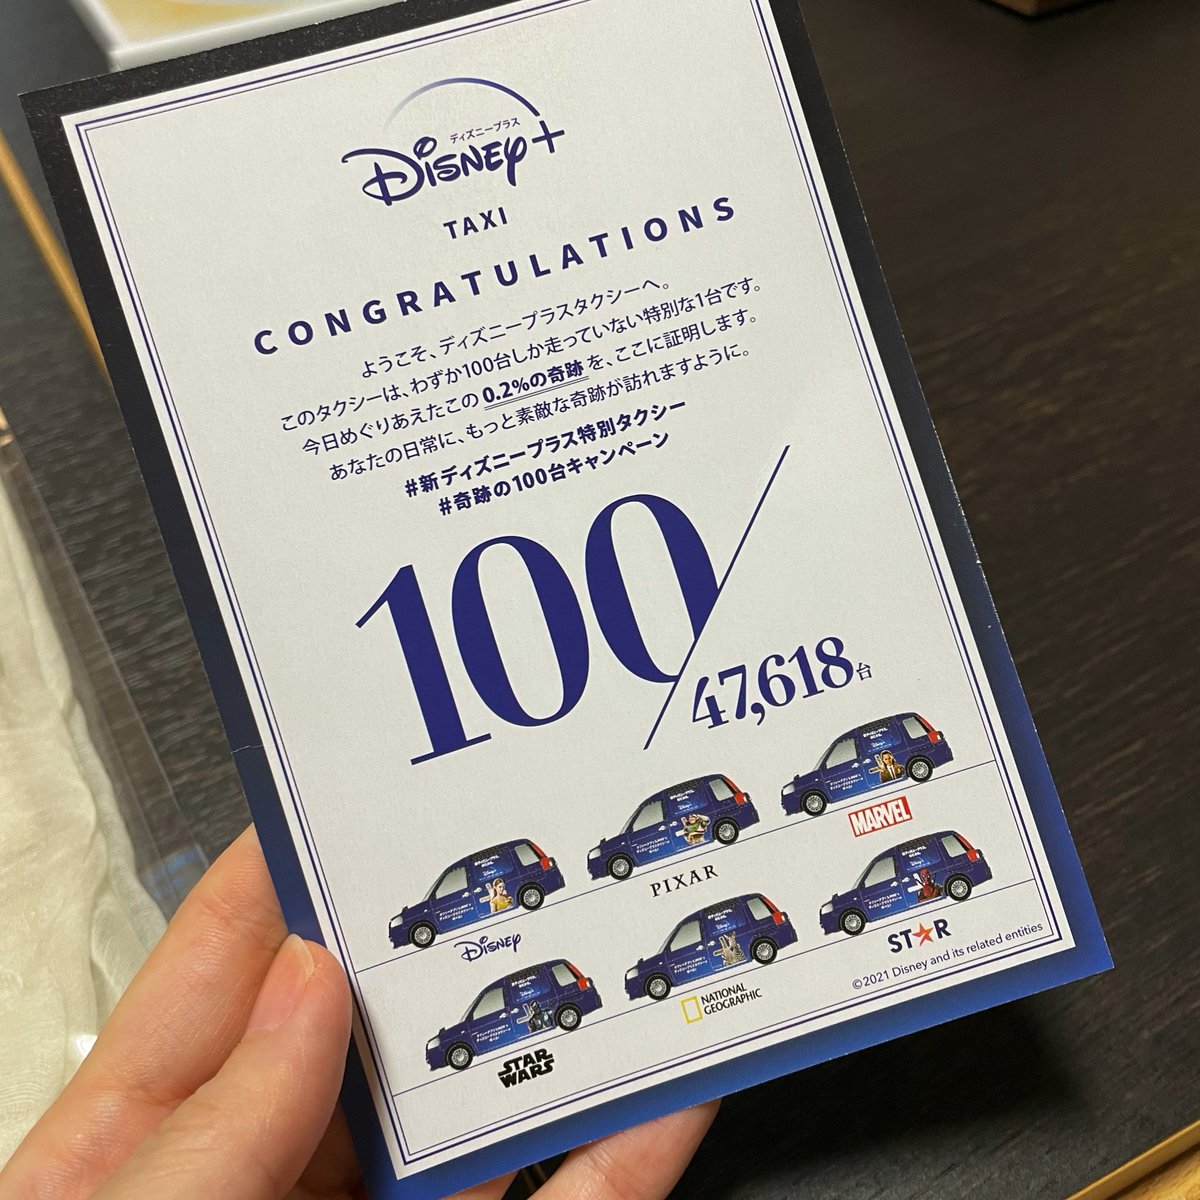 ディズニープラス
Disney+
TAXI
CONGRATULATIONS
ようこそ、ディズニープラスタクシーへ。
このタクシーは、わずか100台しか走っていない特別な1台です。
今日めぐりあえたこの 0.2%の奇跡 を、ここに証明します。
あなたの日常に、もっと素敵な奇跡が訪れますように。
#新ディズニープラス特別タクシー
#奇跡の100台キャンペーン
100/47,618台
MARVEL
PIXAR
Disney
STAR
NATIONAL
GEOGRAPHIC
STAR
WARS
©2021 Disney and its related entities